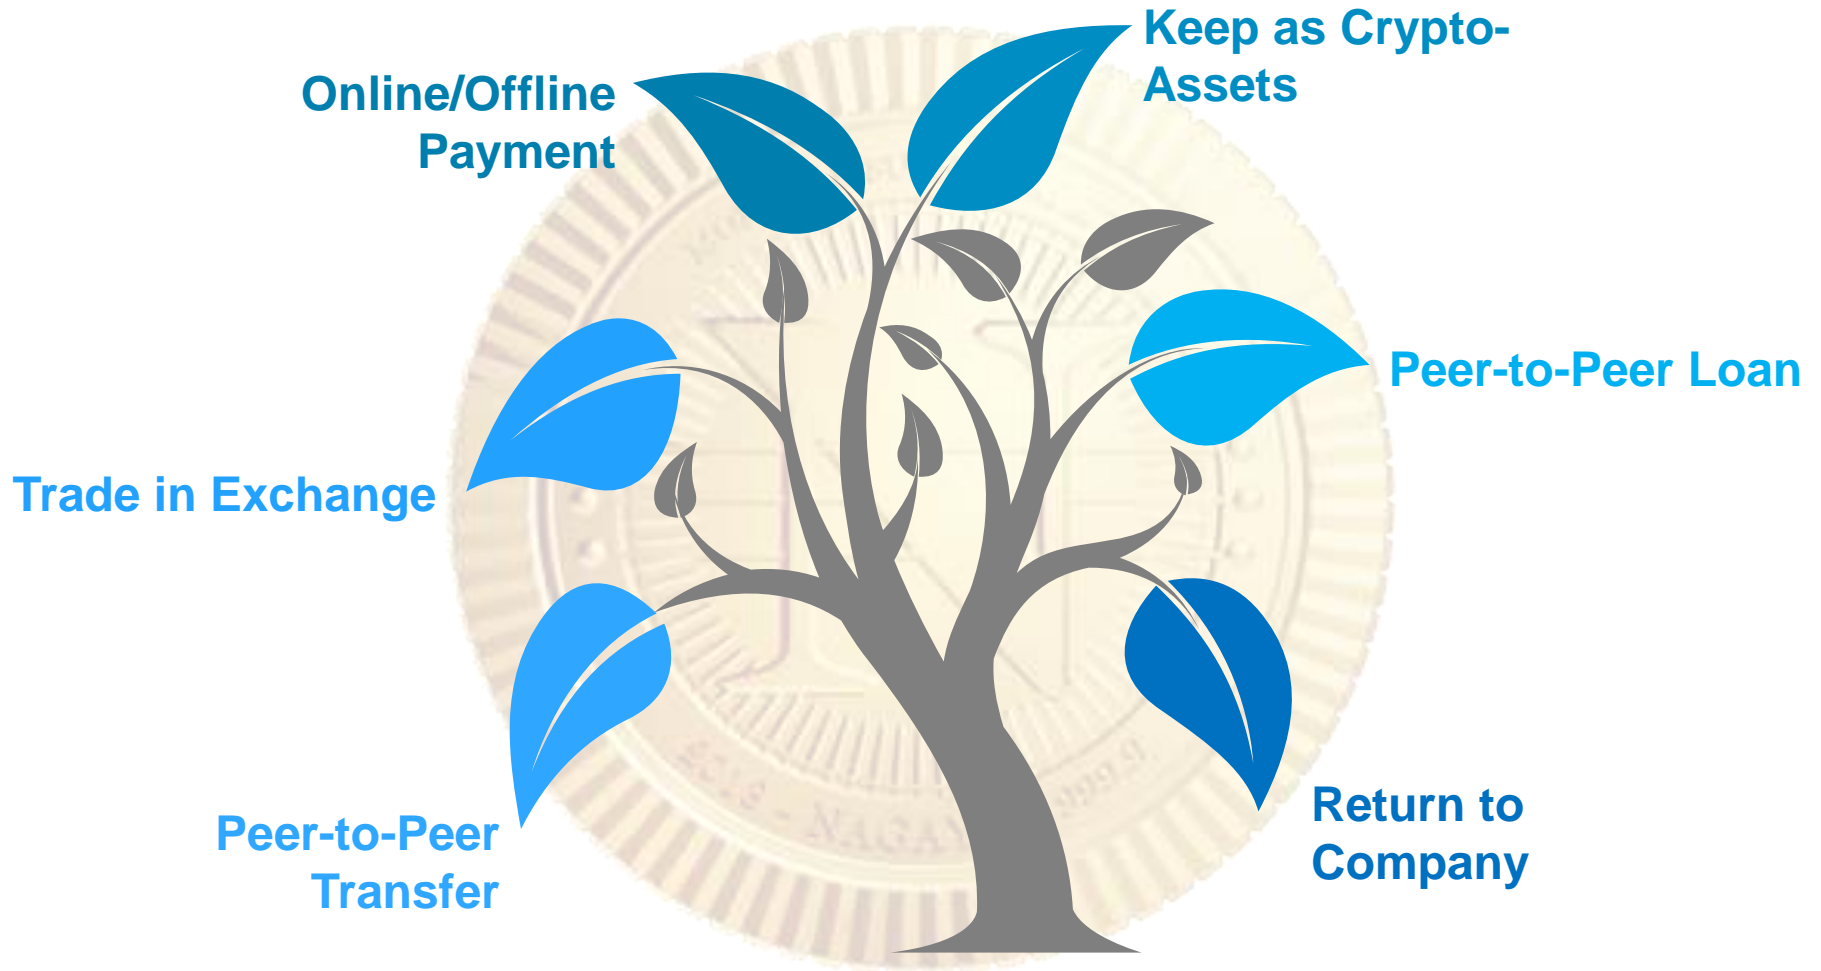 Keep as Crypto-
Assets
Online/Offline
Payment
Peer-to-Peer Loan
Trade in Exchange
Return to
Company
Peer-to-Peer
Transfer